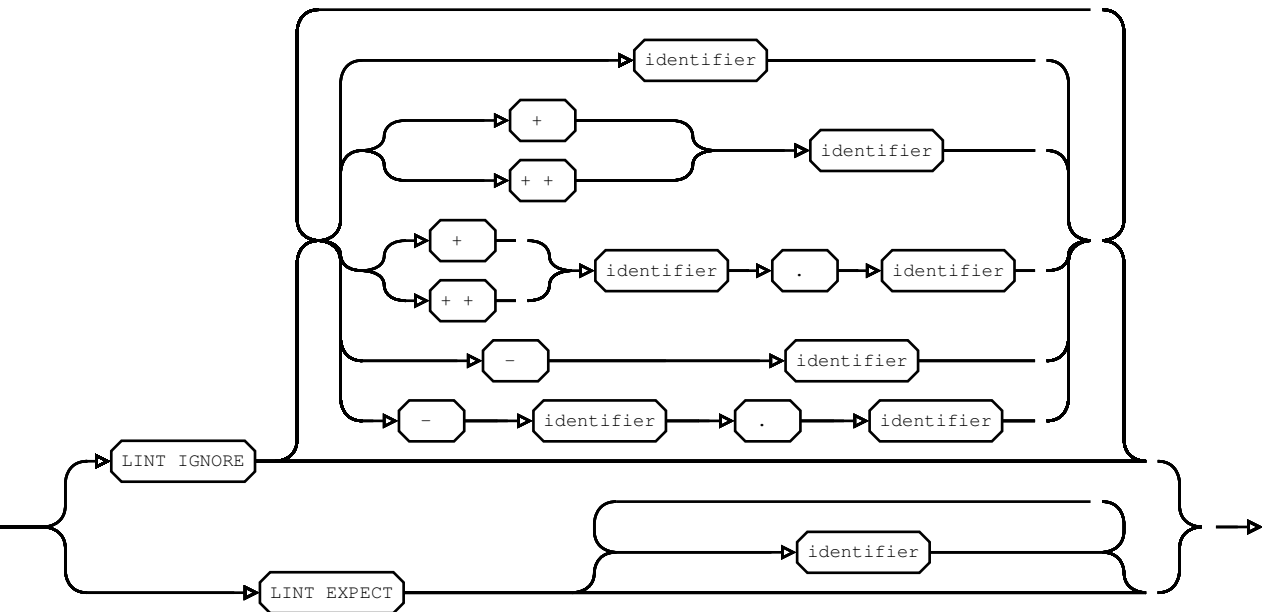 identifier
+
identifier
+ +
+
identifier . identifier
+ +
- identifier
- identifier . identifier
LINT IGNORE
identifier
LINT EXPECT